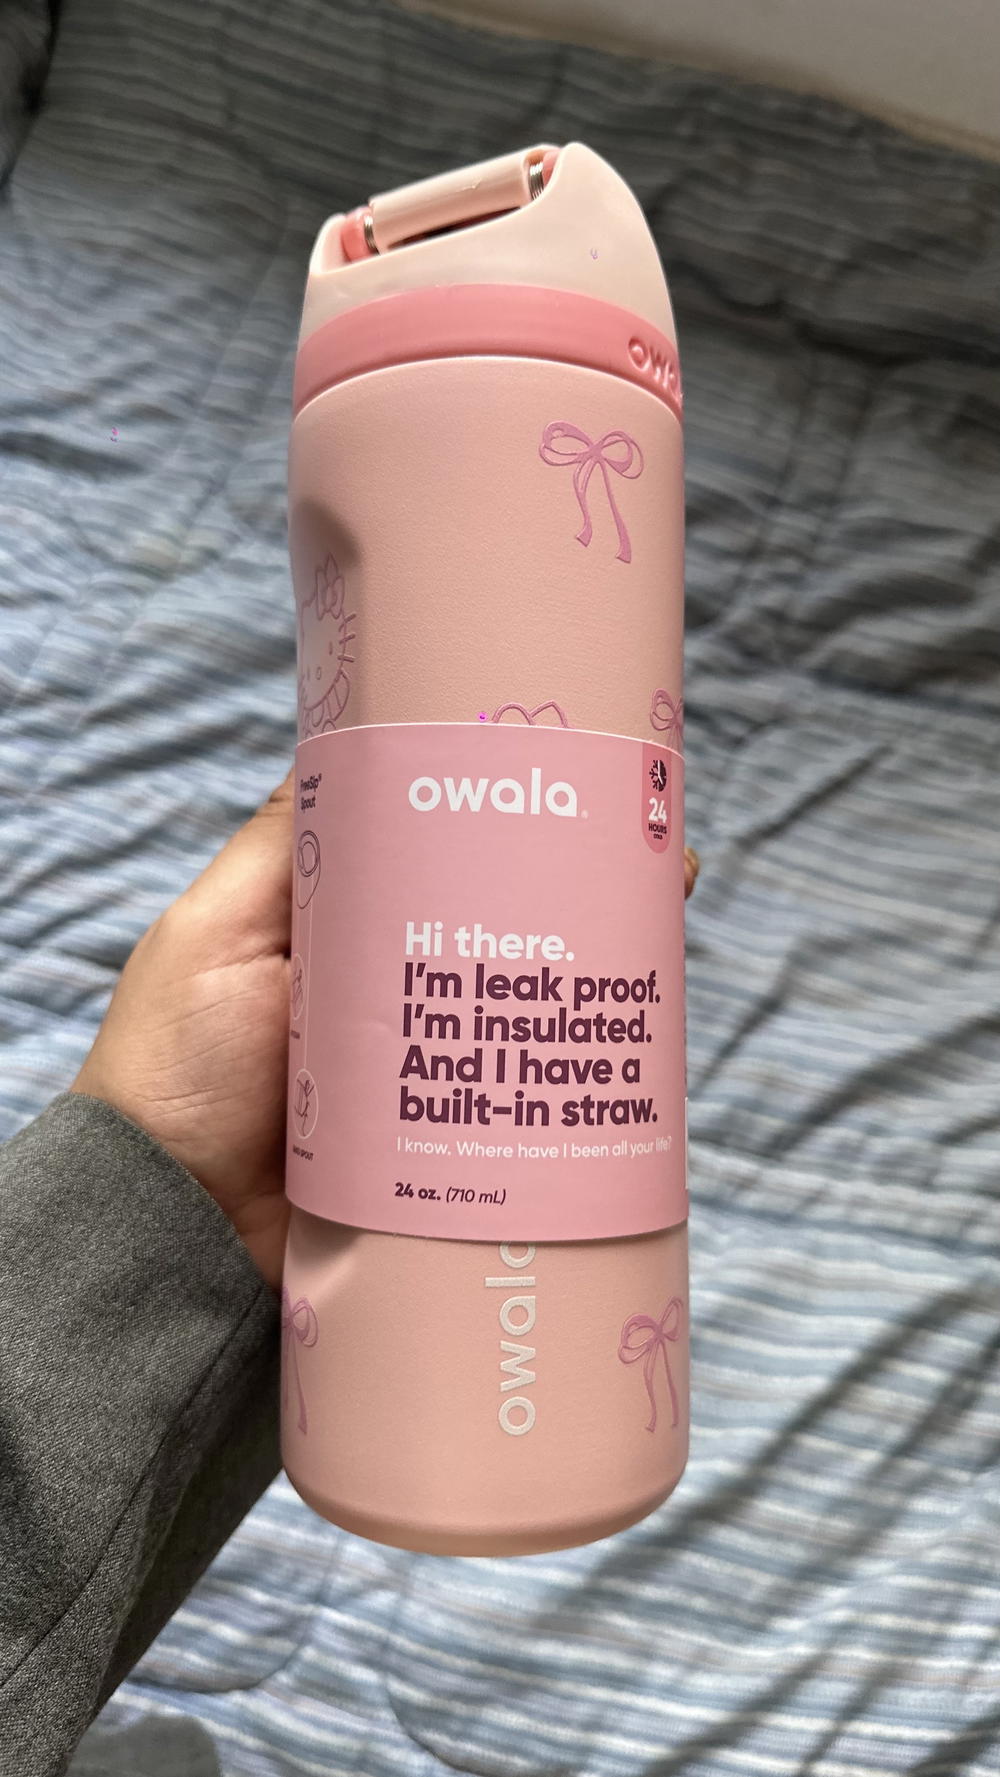 owala
FreeSip®
Spout
owala®
24
HOURS
COLD
Hi there.
I'm leak proof.
I'm insulated.
And I have a
built-in straw.
I know. Where have I been all your life?
24 oz. (710 mL)
owala